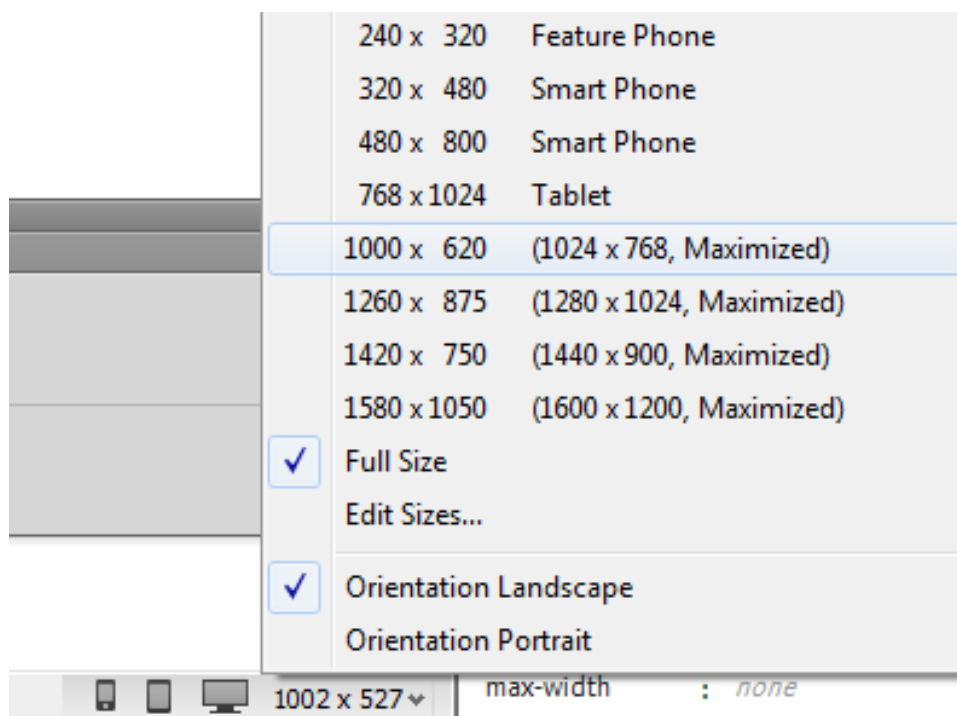 240 x 320 Feature Phone
320 x 480 Smart Phone
480 x 800 Smart Phone
768 x 1024 Tablet
1000 x 620 (1024 x 768, Maximized)
1260 x 875 (1280 x 1024, Maximized)
1420 x 750 (1440 x 900, Maximized)
1580 x 1050 (1600 x 1200, Maximized)
Full Size
Edit Sizes...
Orientation Landscape
Orientation Portrait
1002 x 527 max-width : none